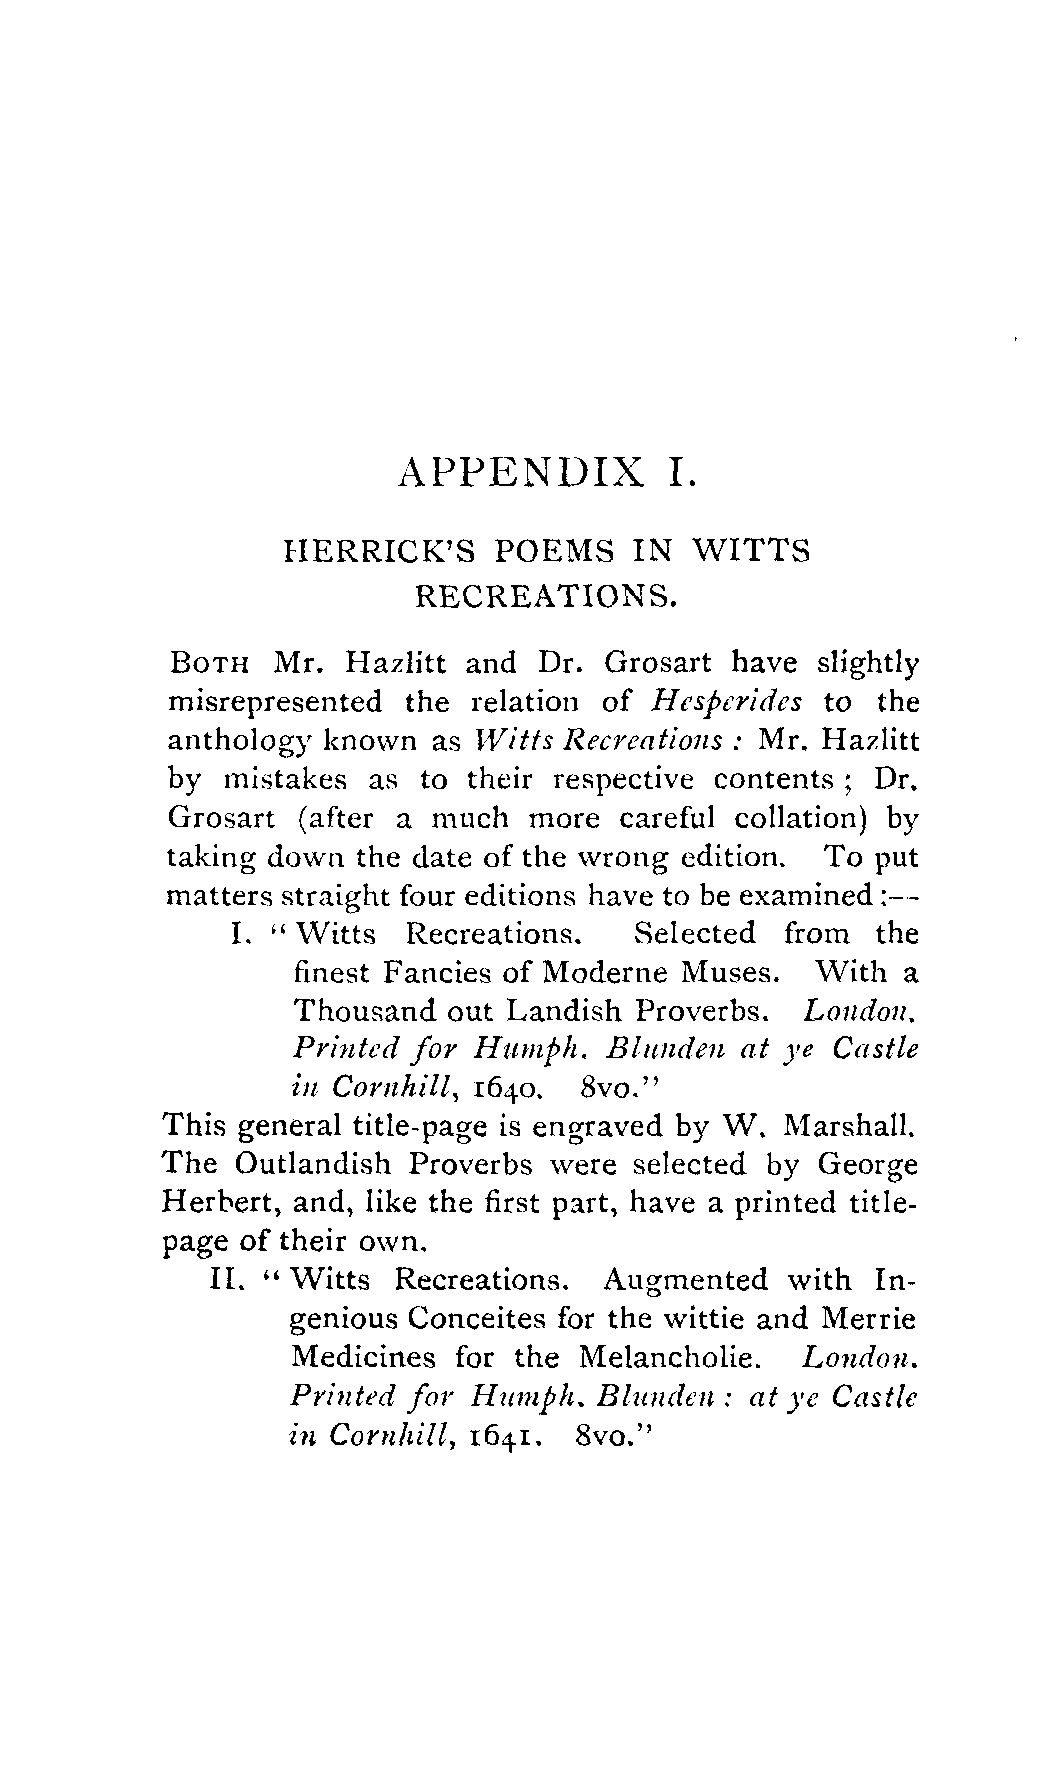 APPENDIX I.
HERRICK'S POEMS IN WITTS
RECREATIONS.
BOTH Mr. Hazlitt and Dr. Grosart have slightly
misrepresented the relation of Hesperides to the
anthology known as Witts Recreations : Mr. Hazlitt
by mistakes as to their respective contents ; Dr.
Grosart (after a much more careful collation) by
taking down the date of the wrong edition. To put
matters straight four editions have to be examined :--
I. " Witts Recreations. Selected from the
finest Fancies of Moderne Muses. With a
Thousand out Landish Proverbs. London.
Printed for Humph. Blunden at ye Castle
in Cornhill, 1640. 8vo."
This general title-page is engraved by W. Marshall.
The Outlandish Proverbs were selected by George
Herbert, and, like the first part, have a printed title-
page of their own.
II. " Witts Recreations. Augmented with In-
genious Conceites for the wittie and Merrie
Medicines for the Melancholie. London.
Printed for Humph. Blunden : at ye Castle
in Cornhill, 1641. 8vo."